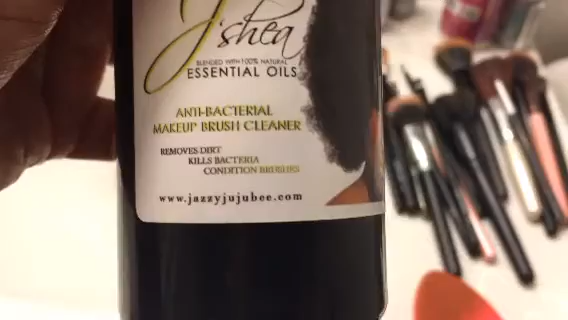 J'shea
BLENDED WITH 100% NATURAL
ESSENTIAL OILS
ANTI-BACTERIAL
MAKEUP BRUSH CLEANER
REMOVES DIRT
KILLS BACTERIA
CONDITION BRUSHES
www.jazzyjujubee.com